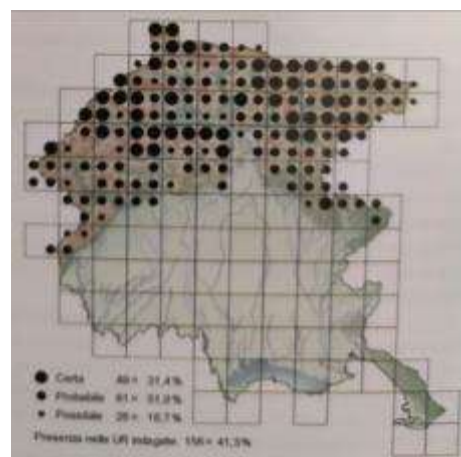 Certa 49 = 31,4%
Probabile 81 = 51,9%
Possibile 26 = 16,7%
Presenza nelle UR indagate: 156 = 41,3%